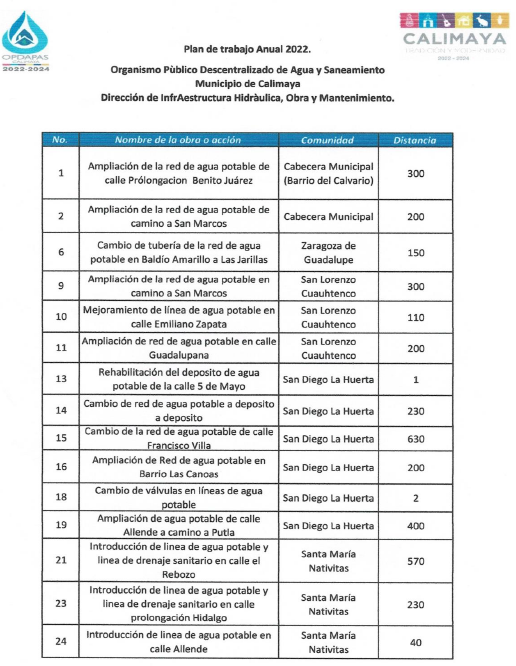 OPDAPAS
2022-2024
CALIMAYA
2022 - 2024
Plan de trabajo Anual 2022.
Organismo Pùblico Descentralizado de Agua y Saneamiento
Municipio de Calimaya
Dirección de InfrAestructura Hidràulica, Obra y Mantenimiento.
No. Nombre de la obra o acción Comunidad Distancia
1 Ampliación de la red de agua potable de calle Prólongacion Benito Juárez Cabecera Municipal (Barrio del Calvario) 300
2 Ampliación de la red de agua potable de camino a San Marcos Cabecera Municipal 200
6 Cambio de tubería de la red de agua potable en Baldío Amarillo a Las Jarillas Zaragoza de Guadalupe 150
9 Ampliación de la red de agua potable en camino a San Marcos San Lorenzo Cuauhtenco 300
10 Mejoramiento de línea de agua potable en calle Emiliano Zapata San Lorenzo Cuauhtenco 110
11 Ampliación de red de agua potable en calle Guadalupana San Lorenzo Cuauhtenco 200
13 Rehabilitación del deposito de agua potable de la calle 5 de Mayo San Diego La Huerta 1
14 Cambio de red de agua potable a deposito a deposito San Diego La Huerta 230
15 Cambio de la red de agua potable de calle Francisco Villa San Diego La Huerta 630
16 Ampliación de Red de agua potable en Barrio Las Canoas San Diego La Huerta 200
18 Cambio de válvulas en líneas de agua potable San Diego La Huerta 2
19 Ampliación de agua potable de calle Allende a camino a Putla San Diego La Huerta 400
21 Introducción de linea de agua potable y linea de drenaje sanitario en calle el Rebozo Santa María Nativitas 570
23 Introducción de linea de agua potable y linea de drenaje sanitario en calle prolongación Hidalgo Santa María Nativitas 230
24 Introducción de linea de agua potable en calle Allende Santa María Nativitas 40